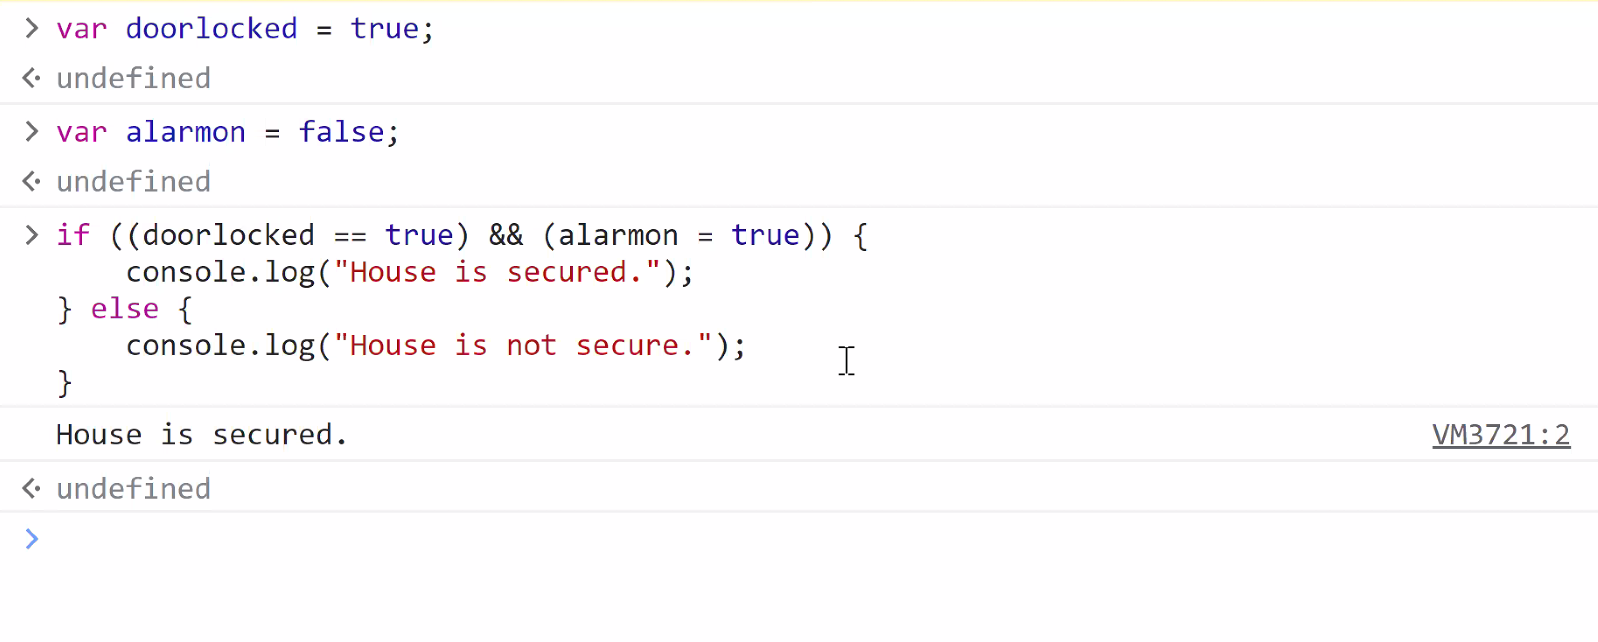 > var doorlocked = true;
undefined
> var alarmon = false;
undefined
> if ((doorlocked == true) && (alarmon = true)) {
    console.log("House is secured.");
} else {
    console.log("House is not secure.");
}
House is secured. VM3721:2
undefined
>